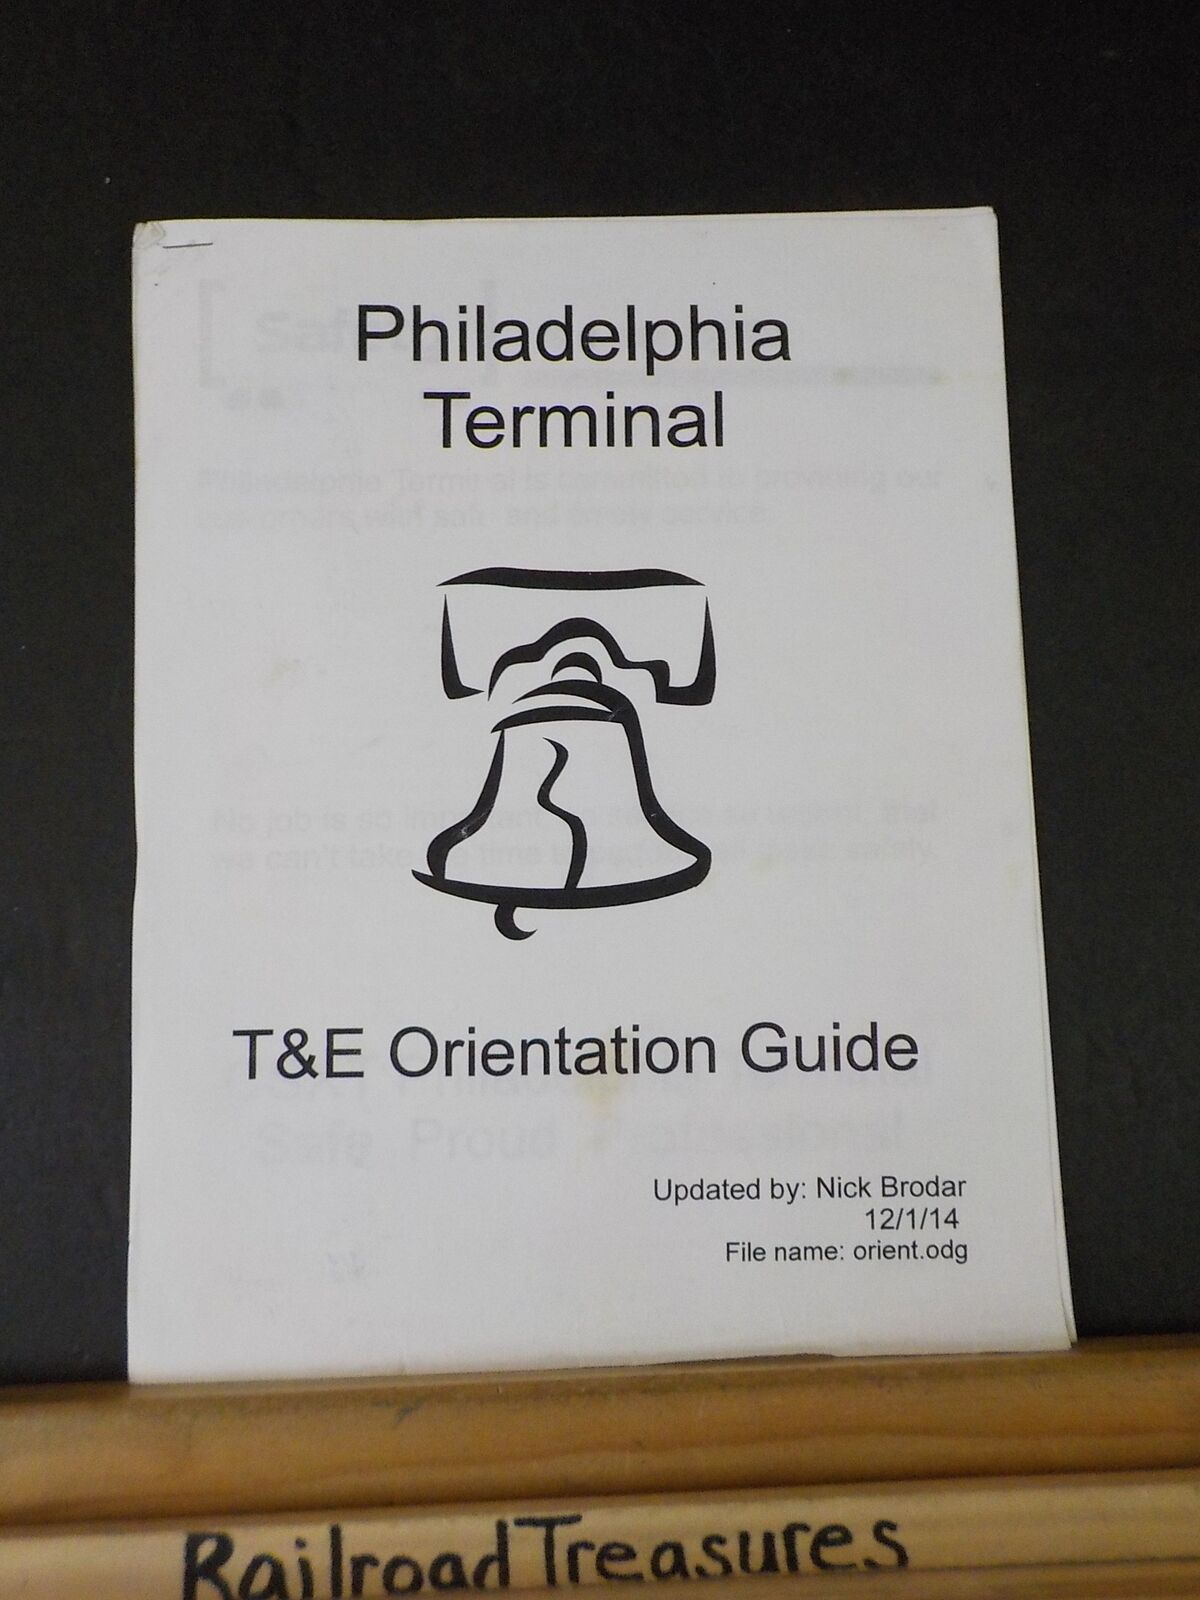 Philadelphia
Terminal
T&E Orientation Guide
Updated by: Nick Brodar
12/1/14
File name: orient.odg
RailroadTreasures